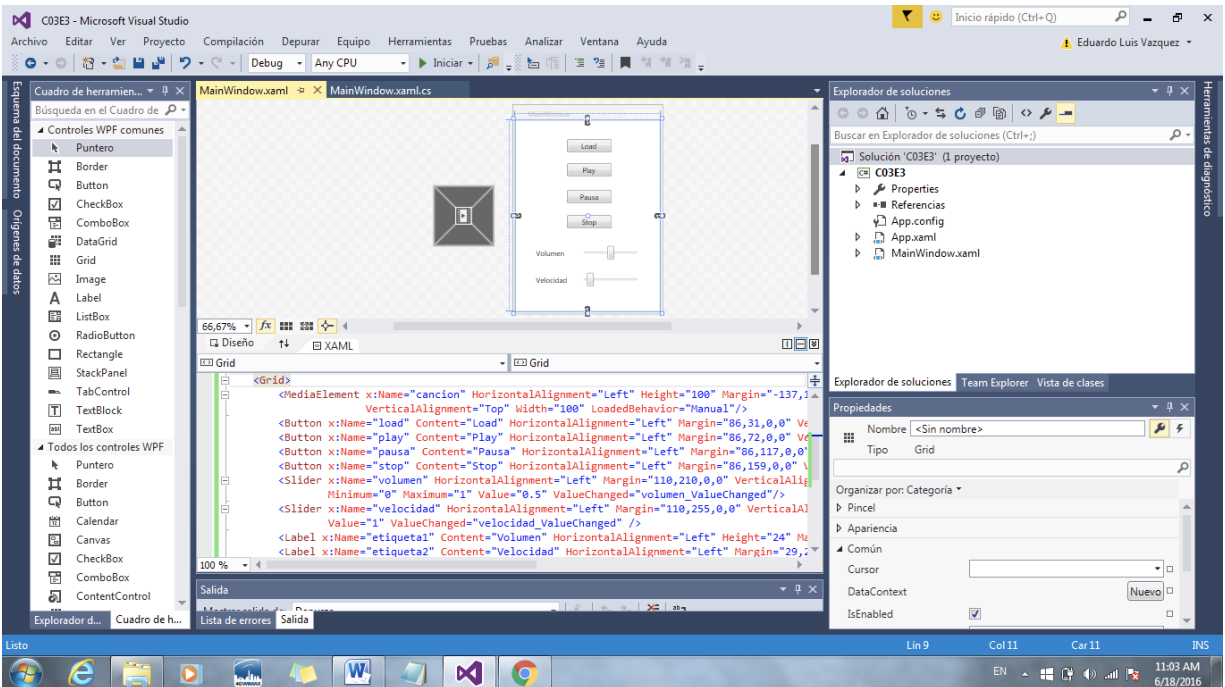 C03E3 - Microsoft Visual Studio
Inicio rápido (Ctrl+Q)
Archivo Editar Ver Proyecto Compilación Depurar Equipo Herramientas Pruebas Analizar Ventana Ayuda
Eduardo Luis Vazquez
Debug Any CPU Iniciar
Esquema del documento
Orígenes de datos
Cuadro de herramien...
Búsqueda en el Cuadro de
Controles WPF comunes
Puntero
Border
Button
CheckBox
ComboBox
DataGrid
Grid
Image
Label
ListBox
RadioButton
Rectangle
StackPanel
TabControl
TextBlock
TextBox
Todos los controles WPF
Puntero
Border
Button
Calendar
Canvas
CheckBox
ComboBox
ContentControl
Explorador d... Cuadro de h...
MainWindow.xaml MainWindow.xaml.cs
MainWindow
Load
Play
Pausa
Stop
Volumen
Velocidad
66,67% fx
Diseño XAML
Grid Grid
<Grid>
<MediaElement x:Name="cancion" HorizontalAlignment="Left" Height="100" Margin="-137,1
VerticalAlignment="Top" Width="100" LoadedBehavior="Manual"/>
<Button x:Name="load" Content="Load" HorizontalAlignment="Left" Margin="86,31,0,0" Ve
<Button x:Name="play" Content="Play" HorizontalAlignment="Left" Margin="86,72,0,0" Ve
<Button x:Name="pausa" Content="Pausa" HorizontalAlignment="Left" Margin="86,117,0,0"
<Button x:Name="stop" Content="Stop" HorizontalAlignment="Left" Margin="86,159,0,0" V
<Slider x:Name="volumen" HorizontalAlignment="Left" Margin="110,210,0,0" VerticalAlig
Minimum="0" Maximum="1" Value="0.5" ValueChanged="volumen_ValueChanged"/>
<Slider x:Name="velocidad" HorizontalAlignment="Left" Margin="110,255,0,0" VerticalAl
Value="1" ValueChanged="velocidad_ValueChanged" />
<Label x:Name="etiqueta1" Content="Volumen" HorizontalAlignment="Left" Height="24" Ma
<Label x:Name="etiqueta2" Content="Velocidad" HorizontalAlignment="Left" Margin="29,2
100 %
Salida
Mostrar salida de: Depurar
Lista de errores Salida
Explorador de soluciones
Buscar en Explorador de soluciones (Ctrl+;)
Solución 'C03E3' (1 proyecto)
C# C03E3
Properties
Referencias
App.config
App.xaml
MainWindow.xaml
Explorador de soluciones Team Explorer Vista de clases
Propiedades
Nombre <Sin nombre>
Tipo Grid
Organizar por: Categoría
Pincel
Apariencia
Común
Cursor
DataContext Nuevo
IsEnabled
Herramientas de diagnóstico
Listo Lín 9 Col 11 Car 11 INS
4GWIMAX
EN
11:03 AM
6/18/2016